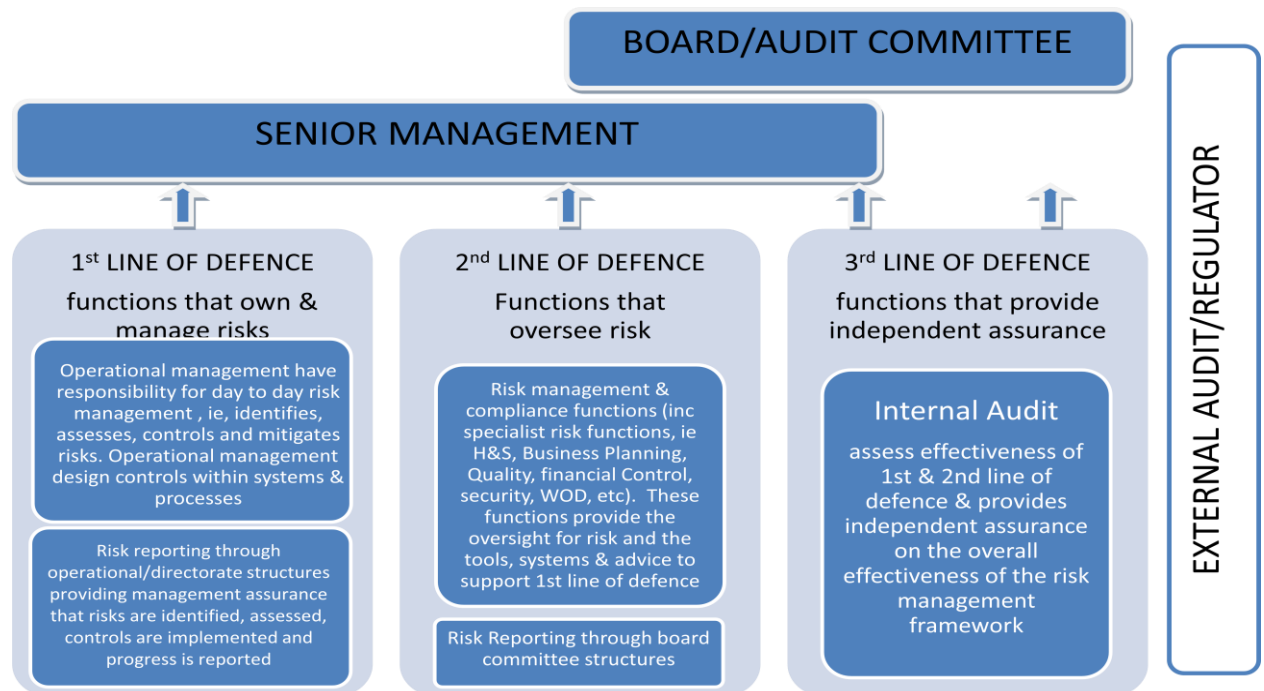 BOARD/AUDIT COMMITTEE
SENIOR MANAGEMENT
1st LINE OF DEFENCE
functions that own &
manage risks
Operational management have
responsibility for day to day risk
management , ie, identifies,
assesses, controls and mitigates
risks. Operational management
design controls within systems &
processes
Risk reporting through
operational/directorate structures
providing management assurance
that risks are identified, assessed,
controls are implemented and
progress is reported
2nd LINE OF DEFENCE
Functions that
oversee risk
Risk management &
compliance functions (inc
specialist risk functions, ie
H&S, Business Planning,
Quality, financial Control,
security, WOD, etc).  These
functions provide the
oversight for risk and the
tools, systems & advice to
support 1st line of defence
Risk Reporting through board
committee structures
3rd LINE OF DEFENCE
functions that provide
independent assurance
Internal Audit
assess effectiveness of
1st & 2nd line of
defence & provides
independent assurance
on the overall
effectiveness of the risk
management
framework
EXTERNAL AUDIT/REGULATOR